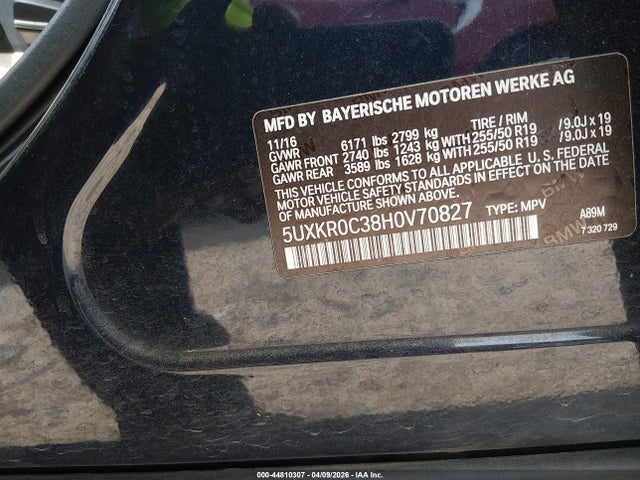 MFD BY BAYERISCHE MOTOREN WERKE AG
11/16 TIRE / RIM
GVWR 6171 lbs 2799 kg
GAWR FRONT 2740 lbs 1243 kg WITH 255/50 R19 /9.0J x 19
GAWR REAR 3589 lbs 1628 kg WITH 255/50 R19 /9.0J x 19
THIS VEHICLE CONFORMS TO ALL APPLICABLE U.S. FEDERAL
MOTOR VEHICLE SAFETY STANDARDS IN EFFECT ON THE DATE
OF MANUFACTURE SHOWN ABOVE.
5UXKR0C38H0V70827 TYPE: MPV
A89M
7 320 729
BMW
000-44810307 - 04/09/2026 - IAA Inc.